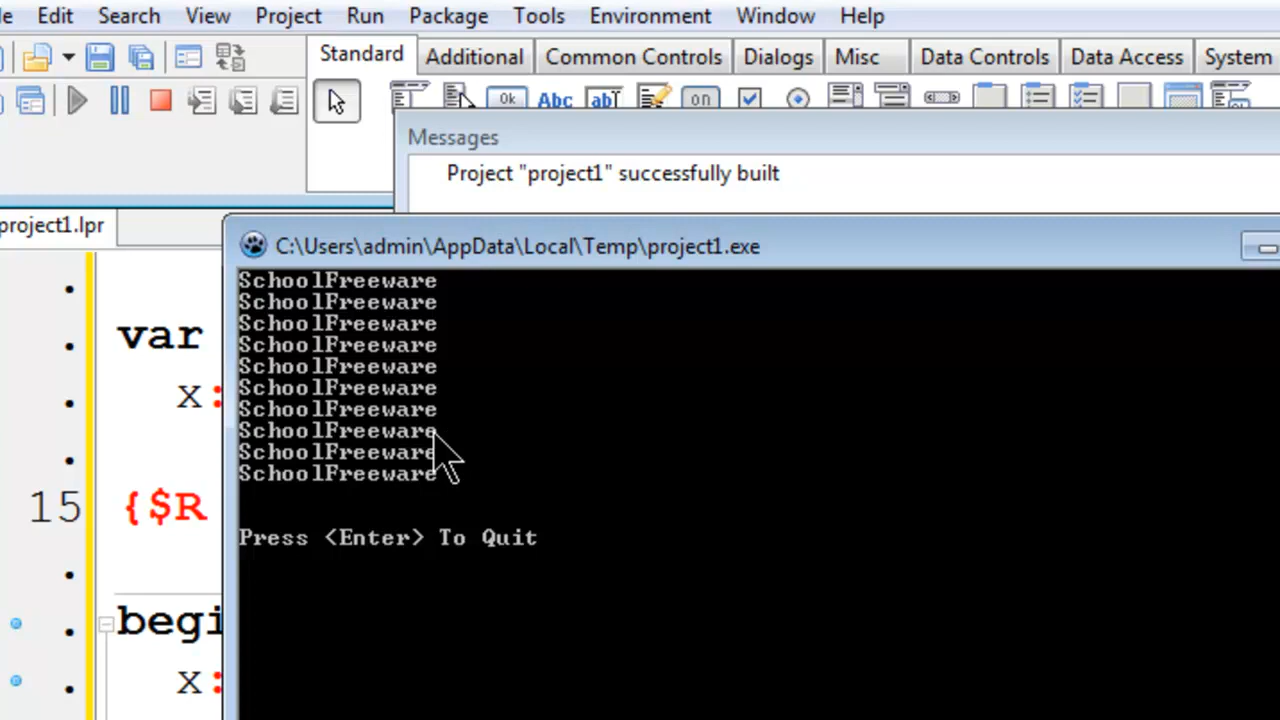 le Edit Search View Project Run Package Tools Environment Window Help
Standard Additional Common Controls Dialogs Misc Data Controls Data Access System
Ok Abc ab on
Messages
Project "project1" successfully built
project1.lpr
C:\Users\admin\AppData\Local\Temp\project1.exe
SchoolFreeware
SchoolFreeware
SchoolFreeware
SchoolFreeware
SchoolFreeware
SchoolFreeware
SchoolFreeware
SchoolFreeware
SchoolFreeware
SchoolFreeware
Press <Enter> To Quit
var
x:
15 {$R
begi
x: